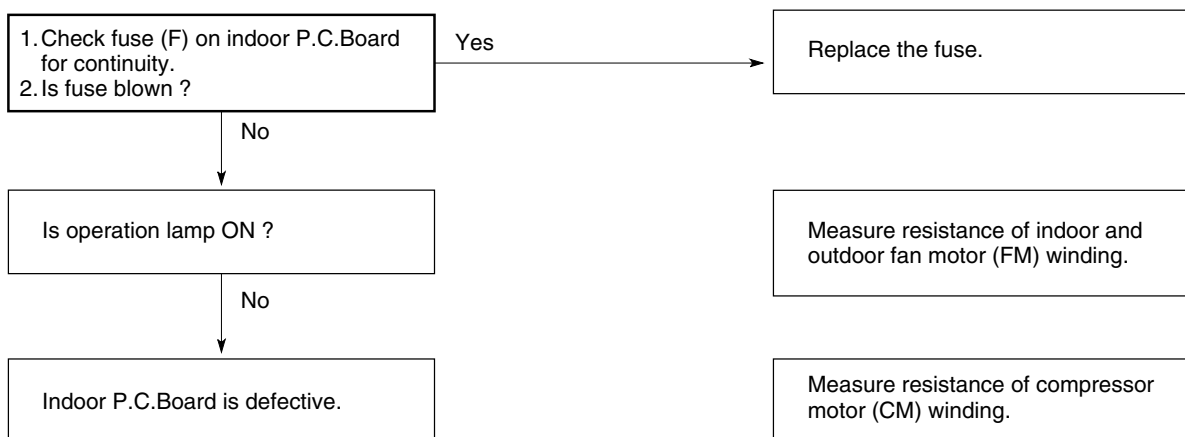 1. Check fuse (F) on indoor P.C.Board
for continuity.
2. Is fuse blown ?
Yes
Replace the fuse.
No
Is operation lamp ON ?
Measure resistance of indoor and
outdoor fan motor (FM) winding.
No
Indoor P.C.Board is defective.
Measure resistance of compressor
motor (CM) winding.